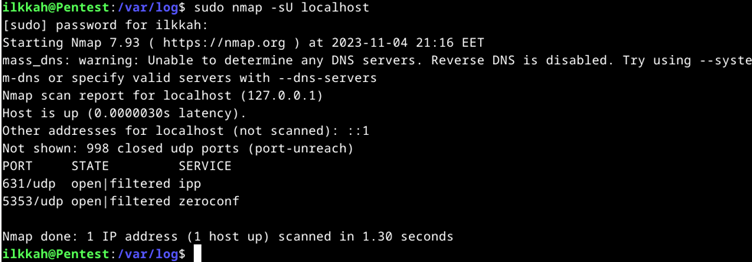 ilkkah@Pentest:/var/log$ sudo nmap -sU localhost
[sudo] password for ilkkah:
Starting Nmap 7.93 ( https://nmap.org ) at 2023-11-04 21:16 EET
mass_dns: warning: Unable to determine any DNS servers. Reverse DNS is disabled. Try using --syste
m-dns or specify valid servers with --dns-servers
Nmap scan report for localhost (127.0.0.1)
Host is up (0.0000030s latency).
Other addresses for localhost (not scanned): ::1
Not shown: 998 closed udp ports (port-unreach)
PORT     STATE         SERVICE
631/udp  open|filtered ipp
5353/udp open|filtered zeroconf
Nmap done: 1 IP address (1 host up) scanned in 1.30 seconds
ilkkah@Pentest:/var/log$